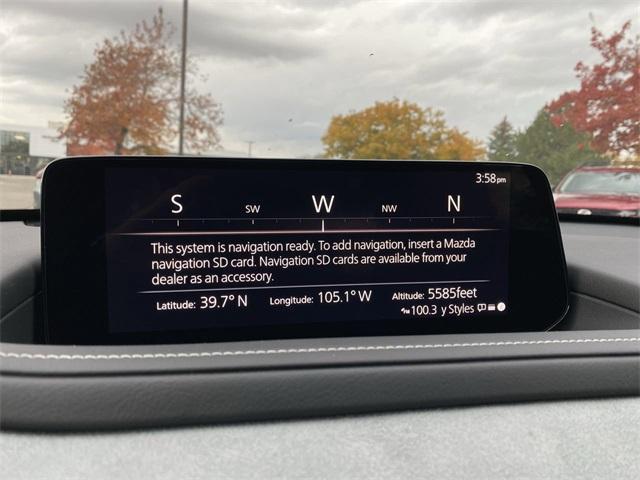 3:58pm
S SW W NW N
This system is navigation ready. To add navigation, insert a Mazda
navigation SD card. Navigation SD cards are available from your
dealer as an accessory.
Latitude: 39.7° N Longitude: 105.1° W Altitude: 5585feet
100.3 y Styles